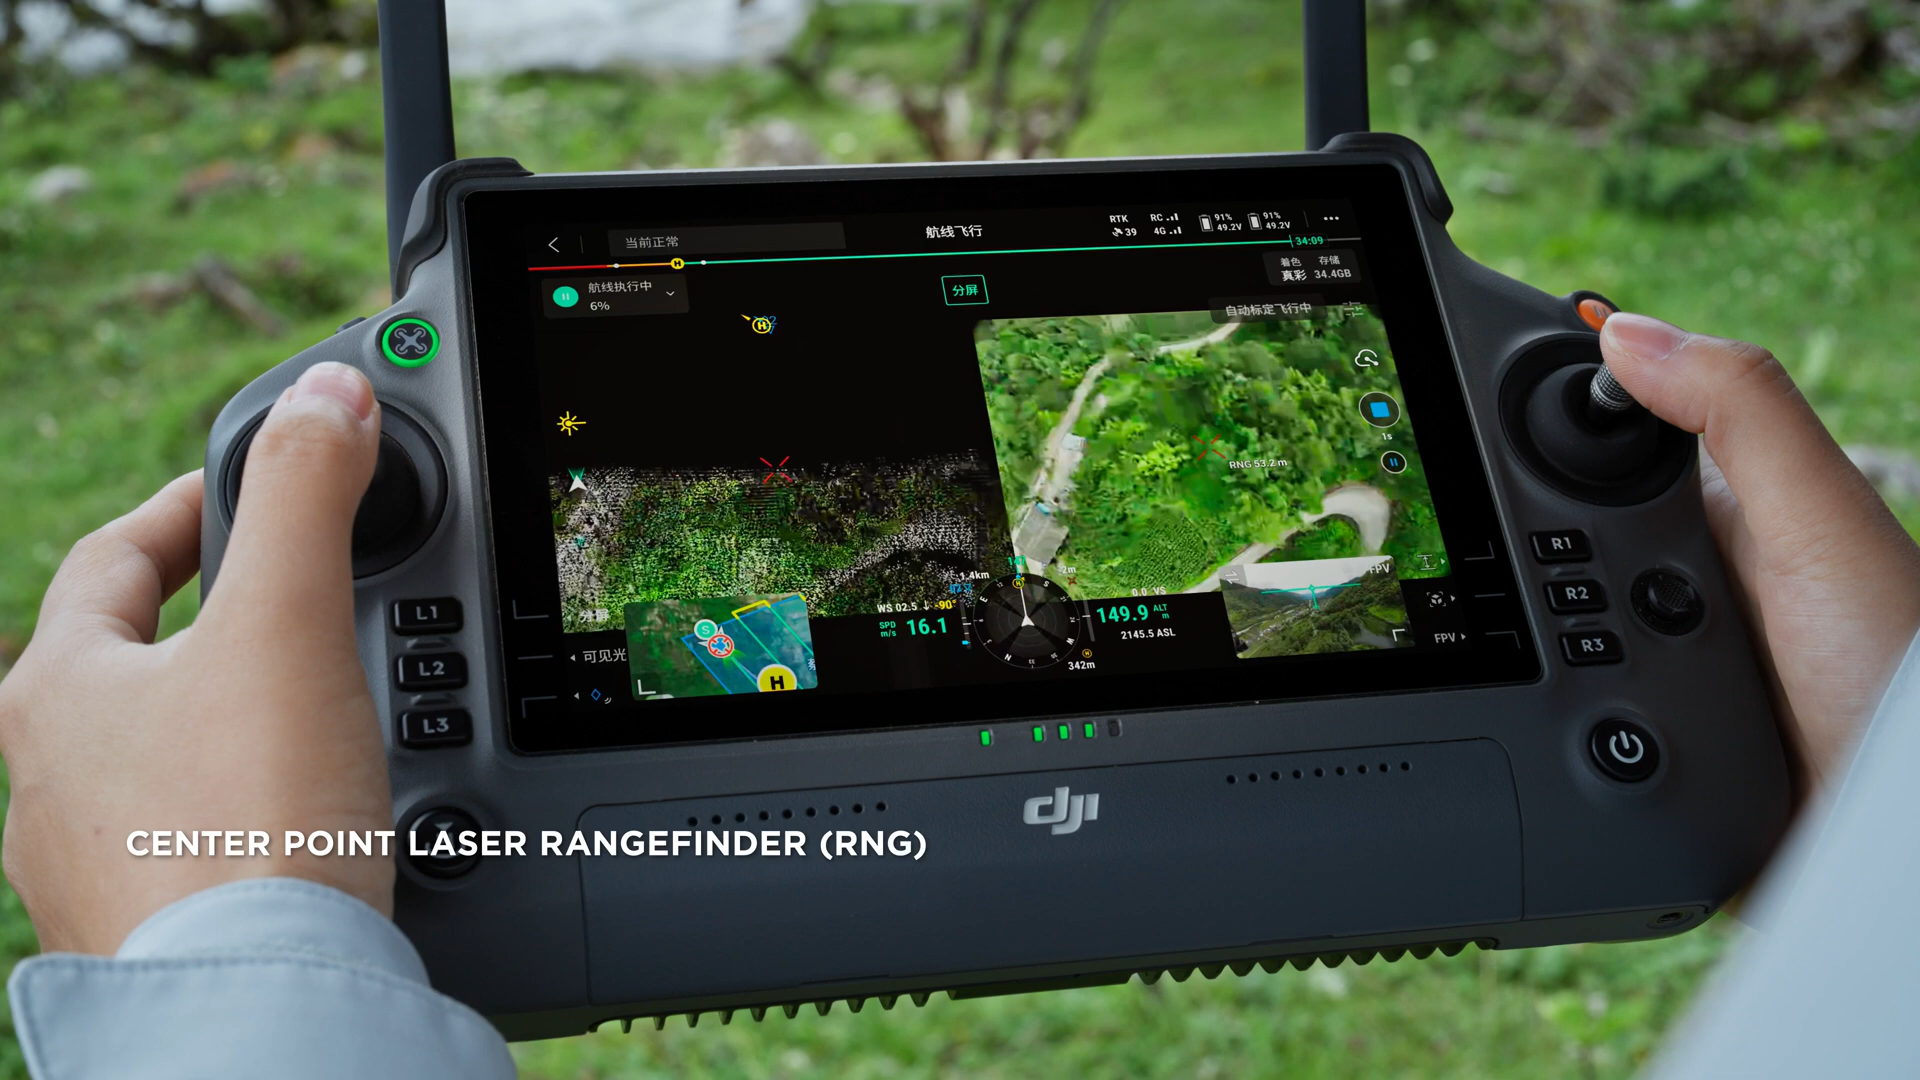 RTK
39
RC
4G
91%
49.2V
91%
49.2V
当前正常
航线飞行
34:09
H
航线执行中
6%
分屏
着色
真彩
存储
34.4GB
自动标定飞行中
H
1s
RNG 53.2 m
1.4km
2m
FPV
分屏
WS 02.5
-90°
SPD
m/s
16.1
E
S
W
N
33
0.0 VS
149.9 ALT
m
2145.5 ASL
H
342m
可见光
S
H
FPV
L1
L2
L3
R1
R2
R3
dji
CENTER POINT LASER RANGEFINDER (RNG)